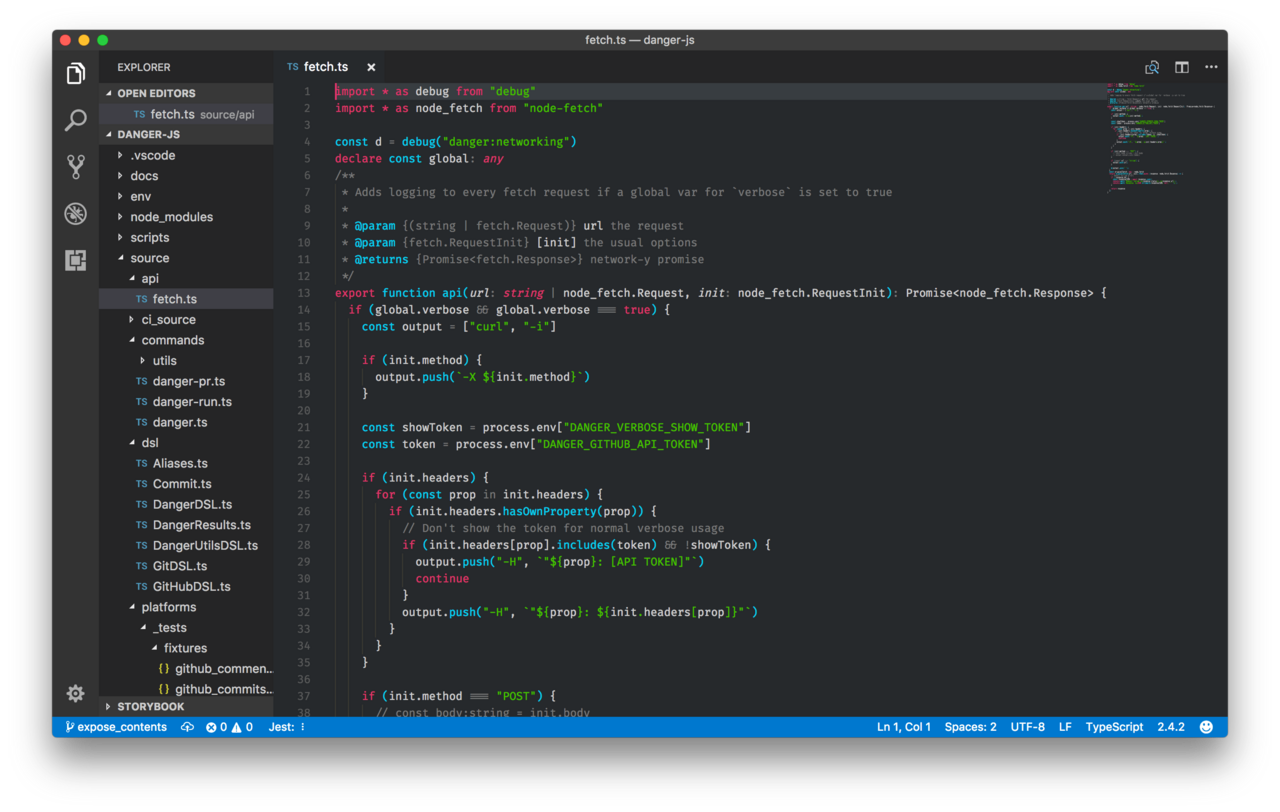 fetch.ts — danger-js
EXPLORER
OPEN EDITORS
TS fetch.ts source/api
DANGER-JS
.vscode
docs
env
node_modules
scripts
source
api
TS fetch.ts
ci_source
commands
utils
TS danger-pr.ts
TS danger-run.ts
TS danger.ts
dsl
TS Aliases.ts
TS Commit.ts
TS DangerDSL.ts
TS DangerResults.ts
TS DangerUtilsDSL.ts
TS GitDSL.ts
TS GitHubDSL.ts
platforms
_tests
fixtures
{} github_commen...
{} github_commits...
STORYBOOK
TS fetch.ts ×
1 import * as debug from "debug"
2 import * as node_fetch from "node-fetch"
3
4 const d = debug("danger:networking")
5 declare const global: any
6 /**
7  * Adds logging to every fetch request if a global var for `verbose` is set to true
8  *
9  * @param {(string | fetch.Request)} url the request
10  * @param {fetch.RequestInit} [init] the usual options
11  * @returns {Promise<fetch.Response>} network-y promise
12  */
13 export function api(url: string | node_fetch.Request, init: node_fetch.RequestInit): Promise<node_fetch.Response> {
14   if (global.verbose && global.verbose === true) {
15     const output = ["curl", "-i"]
16
17     if (init.method) {
18       output.push(`-X ${init.method}`)
19     }
20
21     const showToken = process.env["DANGER_VERBOSE_SHOW_TOKEN"]
22     const token = process.env["DANGER_GITHUB_API_TOKEN"]
23
24     if (init.headers) {
25       for (const prop in init.headers) {
26         if (init.headers.hasOwnProperty(prop)) {
27           // Don't show the token for normal verbose usage
28           if (init.headers[prop].includes(token) && !showToken) {
29             output.push("-H", `"${prop}: [API TOKEN]"`)
30             continue
31           }
32           output.push("-H", `"${prop}: ${init.headers[prop]}"`)
33         }
34       }
35     }
36
37     if (init.method === "POST") {
38       // const body:string = init.body
expose_contents 0 0 Jest: Ln 1, Col 1 Spaces: 2 UTF-8 LF TypeScript 2.4.2